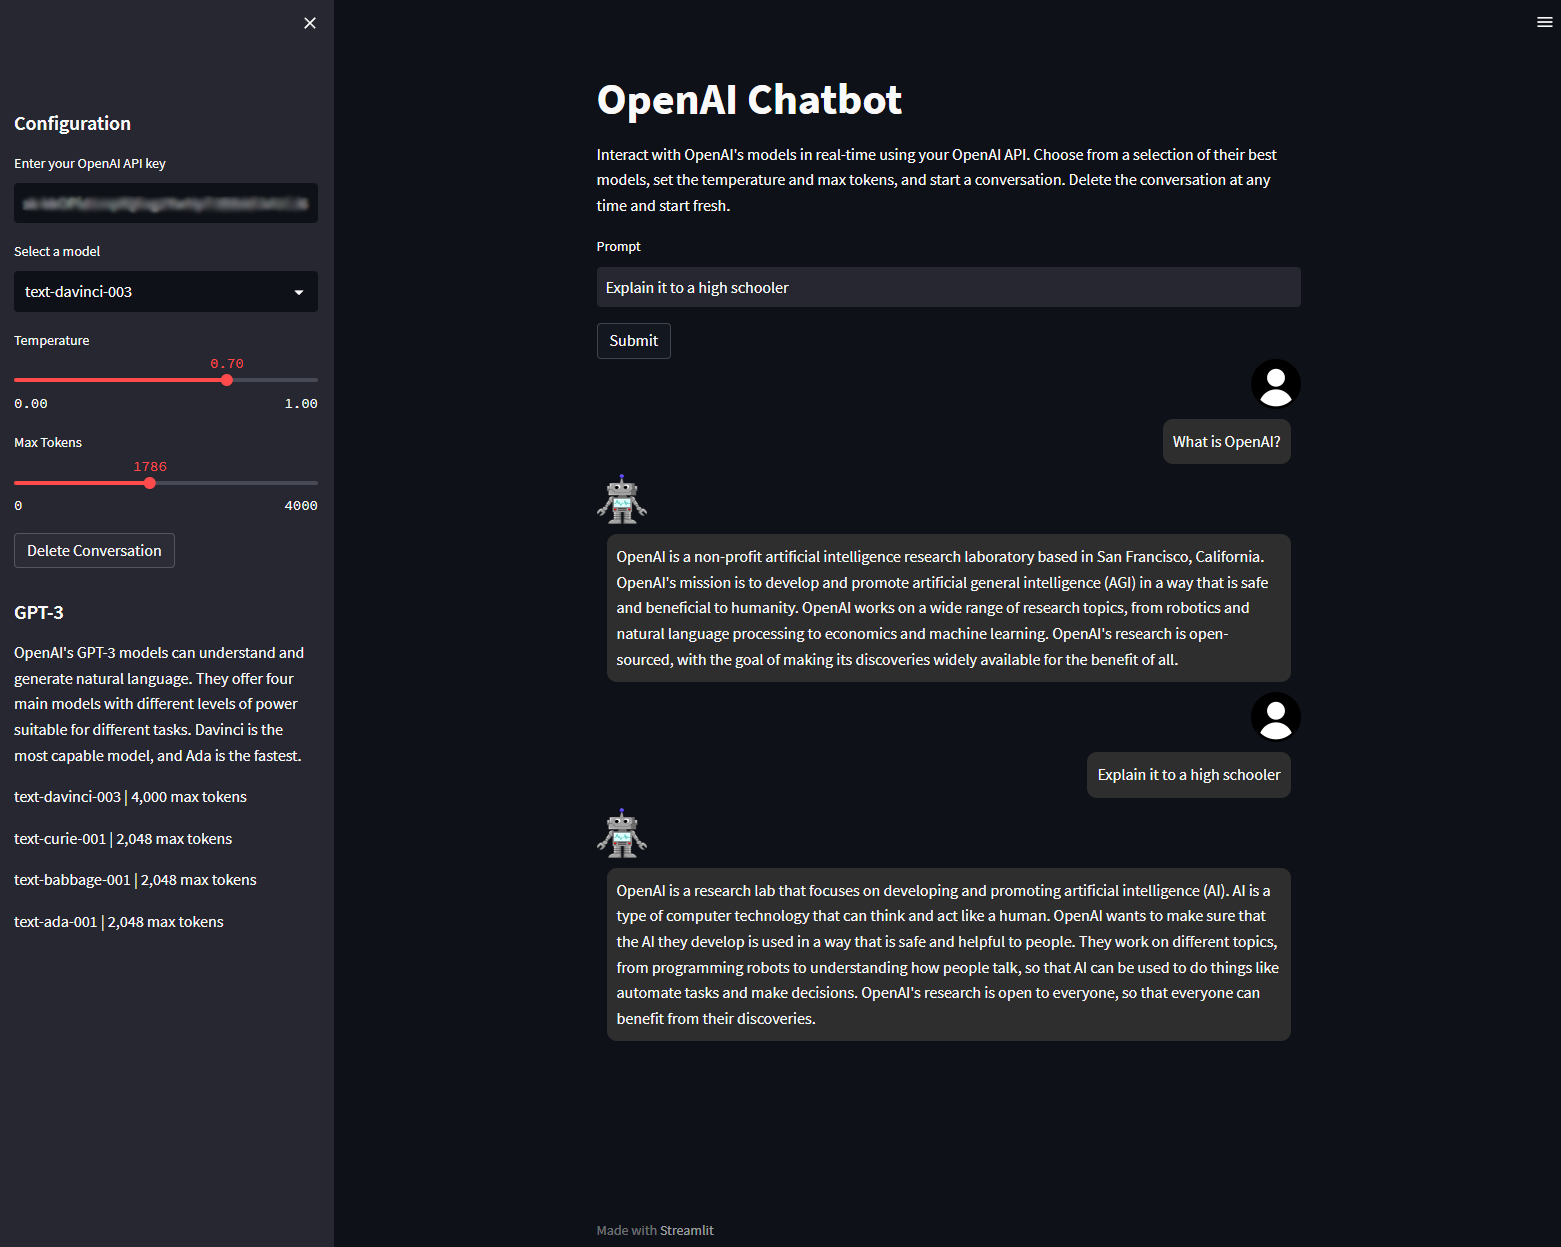 Configuration
Enter your OpenAI API key
Select a model
text-davinci-003
Temperature
0.70
0.00 1.00
Max Tokens
1786
0 4000
Delete Conversation
GPT-3
OpenAI's GPT-3 models can understand and
generate natural language. They offer four
main models with different levels of power
suitable for different tasks. Davinci is the
most capable model, and Ada is the fastest.
text-davinci-003 | 4,000 max tokens
text-curie-001 | 2,048 max tokens
text-babbage-001 | 2,048 max tokens
text-ada-001 | 2,048 max tokens
OpenAI Chatbot
Interact with OpenAI's models in real-time using your OpenAI API. Choose from a selection of their best
models, set the temperature and max tokens, and start a conversation. Delete the conversation at any
time and start fresh.
Prompt
Explain it to a high schooler
Submit
What is OpenAI?
OpenAI is a non-profit artificial intelligence research laboratory based in San Francisco, California.
OpenAI's mission is to develop and promote artificial general intelligence (AGI) in a way that is safe
and beneficial to humanity. OpenAI works on a wide range of research topics, from robotics and
natural language processing to economics and machine learning. OpenAI's research is open-
sourced, with the goal of making its discoveries widely available for the benefit of all.
Explain it to a high schooler
OpenAI is a research lab that focuses on developing and promoting artificial intelligence (AI). AI is a
type of computer technology that can think and act like a human. OpenAI wants to make sure that
the AI they develop is used in a way that is safe and helpful to people. They work on different topics,
from programming robots to understanding how people talk, so that AI can be used to do things like
automate tasks and make decisions. OpenAI's research is open to everyone, so that everyone can
benefit from their discoveries.
Made with Streamlit